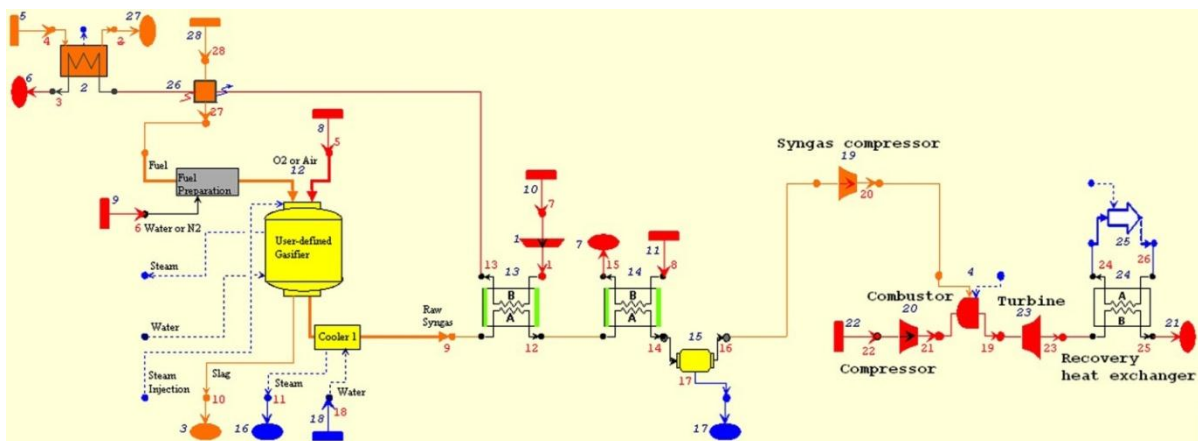 5
27
28
4
2
28
6
26
2
3
27
8
Fuel
O2 or Air
5
12
Fuel
Preparation
9
6
Water or N2
User-defined
Gasifier
Steam
Water
Steam
Injection
Slag
10
3
Cooler 1
Steam
11
16
Water
18
18
Raw
Syngas
9
10
7
1
1
13
13
B
A
12
7
15
11
8
14
B
A
14
15
16
17
17
Syngas compressor
19
20
Combustor
4
Turbine
22
20
23
22
21
19
23
Compressor
25
24
26
24
A
B
21
25
Recovery
heat exchanger